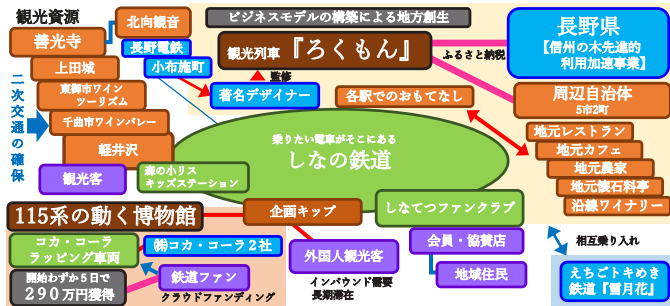 観光資源
善光寺
北向観音
上田城
東御市ワイン
ツーリズム
千曲市ワインバレー
軽井沢
二次交通の確保
観光客
長野電鉄
小布施町
ビジネスモデルの構築による地方創生
観光列車『ろくもん』
監修
著名デザイナー
各駅でのおもてなし
ふるさと納税
長野県
【信州の木先進的
利用加速事業】
周辺自治体
5市2町
地元レストラン
地元カフェ
地元農家
地元懐石料亭
沿線ワイナリー
乗りたい電車がそこにある
しなの鉄道
森の小リス
キッズステーション
115系の動く博物館
企画キップ
しなてつファンクラブ
コカ・コーラ
ラッピング車両
㈱コカ・コーラ2社
開始わずか5日で
290万円獲得
鉄道ファン
クラウドファンディング
外国人観光客
インバウンド需要
長期滞在
会員・協賛店
地域住民
相互乗り入れ
えちごトキめき
鉄道『雪月花』